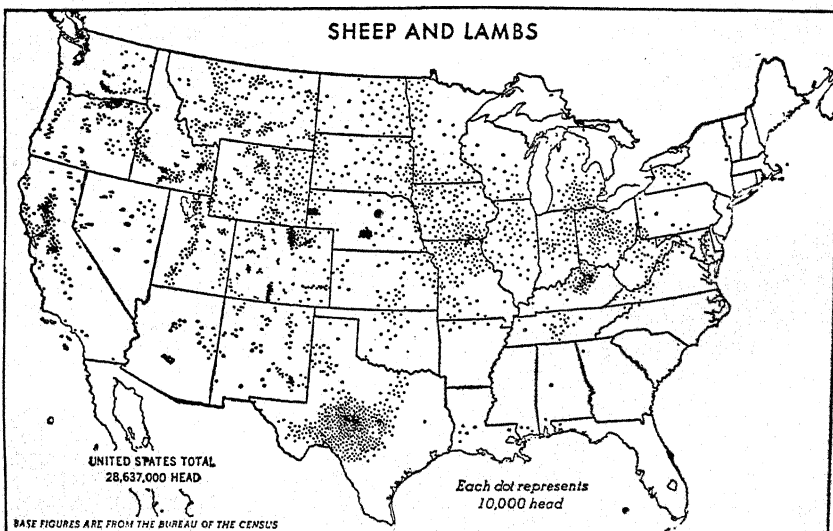 SHEEP AND LAMBS
UNITED STATES TOTAL
28,637,000 HEAD
Each dot represents
10,000 head
BASE FIGURES ARE FROM THE BUREAU OF THE CENSUS